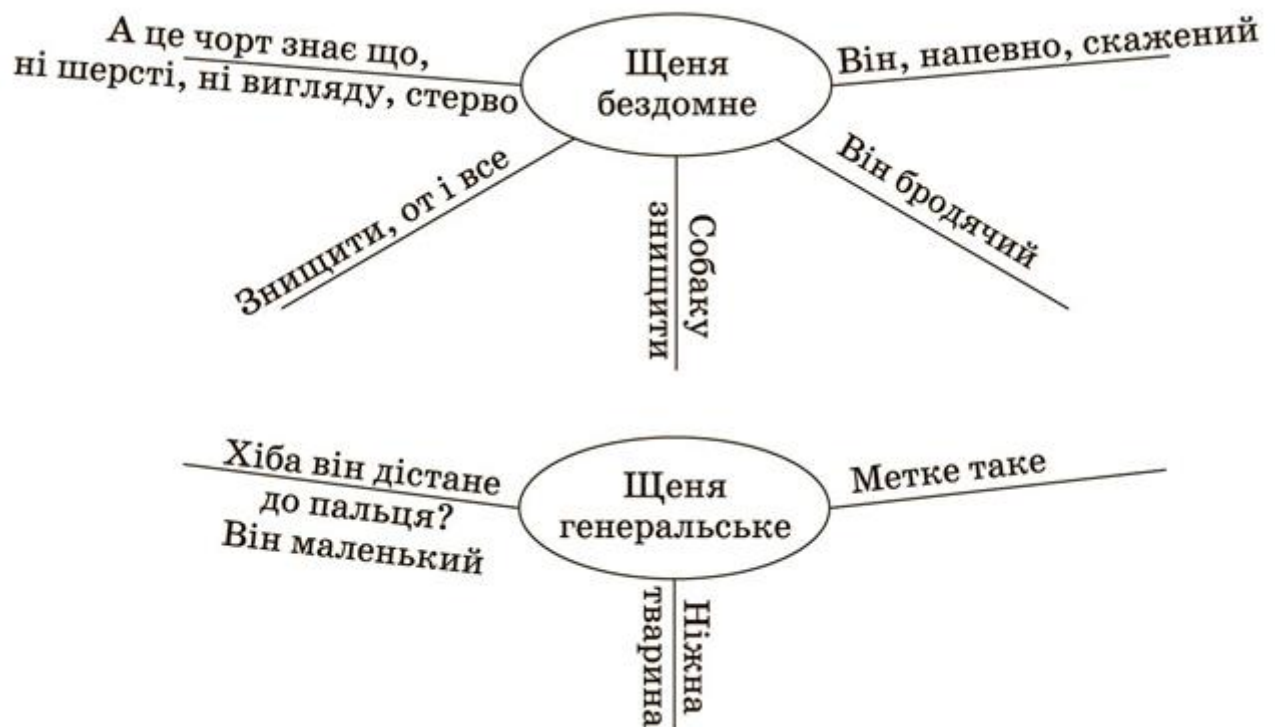 А це чорт знає що,
ні шерсті, ні вигляду, стерво
Щеня
бездомне
Він, напевно, скажений
Знищити, от і все
Собаку
знищити
Він бродячий
Хіба він дістане
до пальця?
Він маленький
Щеня
генеральське
Метке таке
Ніжна
тварина